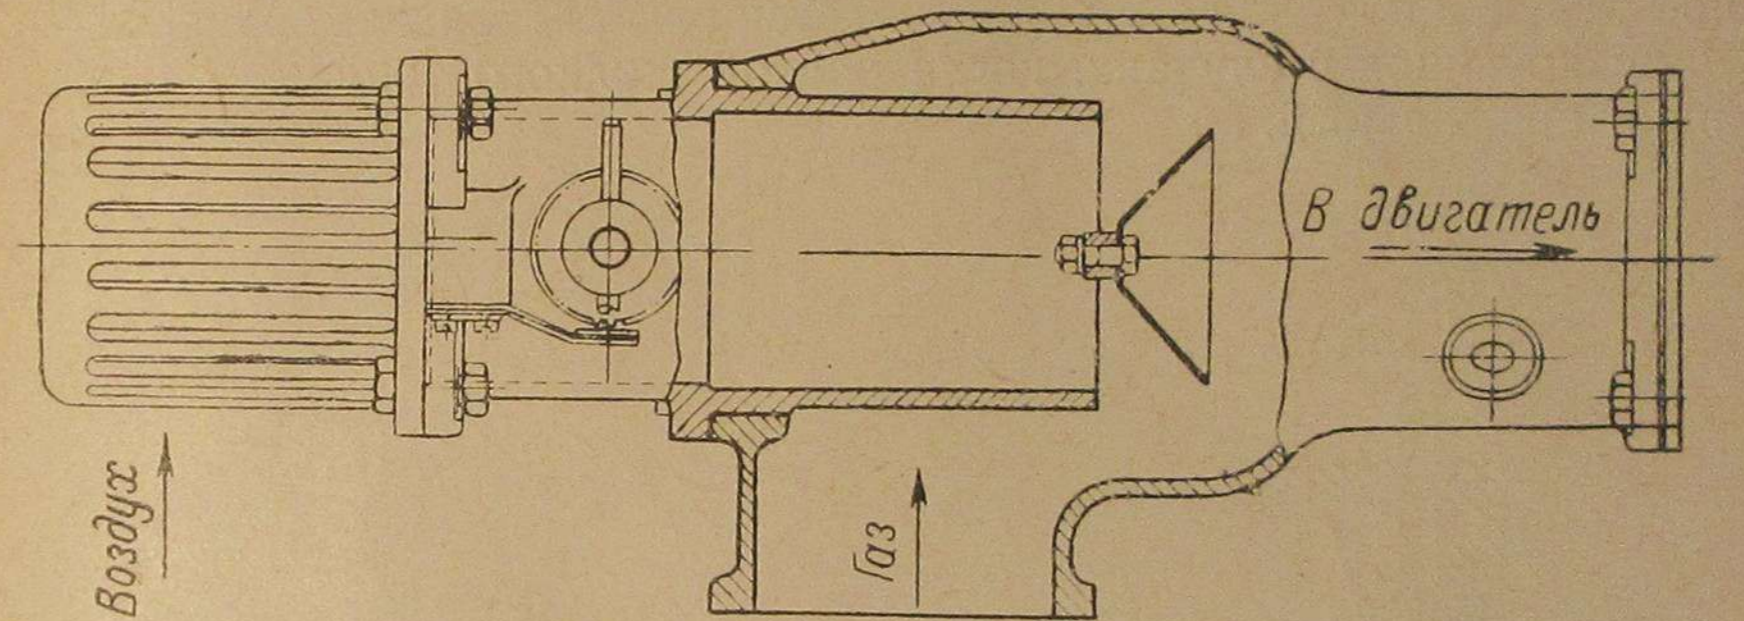 Воздух
Газ
В двигатель